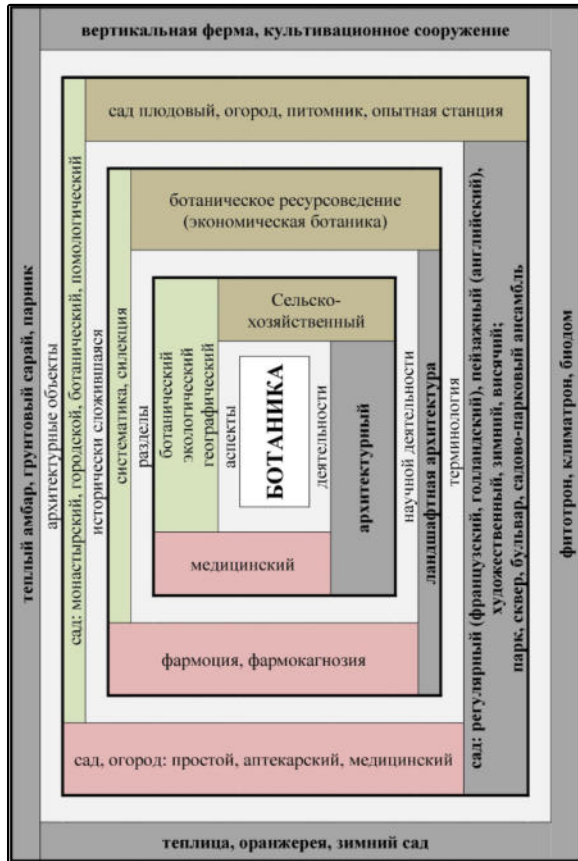 вертикальная ферма, культивационное сооружение
теплый амбар, грунтовый сарай, парник
архитектурные объекты
сад: монастырский, городской, ботанический, помологический
сад плодовый, огород, питомник, опытная станция
исторически сложившаяся
систематика, силекция
ботаническое ресурсоведение
(экономическая ботаника)
разделы
ботанический
экологический
географический
Сельско-
хозяйственный
аспекты
БОТАНИКА
деятельности
архитектурный
медицинский
научной деятельности
ландшафтная архитектура
фармоция, фармокагнозия
терминология
сад: регулярный (французский, голландский), пейзажный (английский),
художественный, зимний, висячий;
парк, сквер, бульвар, садово-парковый ансамбль
сад, огород: простой, аптекарский, медицинский
фитотрон, климатрон, биодом
теплица, оранжерея, зимний сад